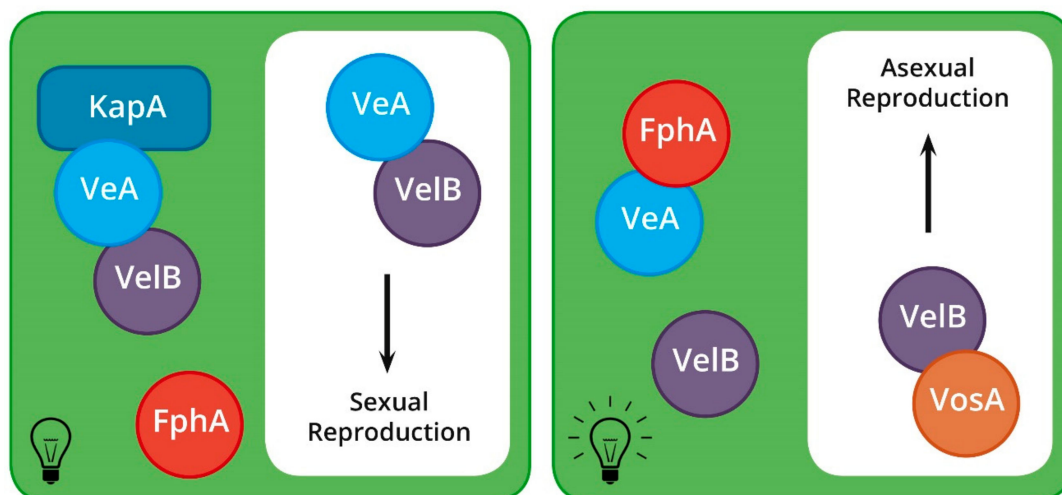 KapA
VeA
VelB
FphA
VeA
VelB
Sexual
Reproduction
FphA
VeA
VelB
Asexual
Reproduction
VelB
VosA